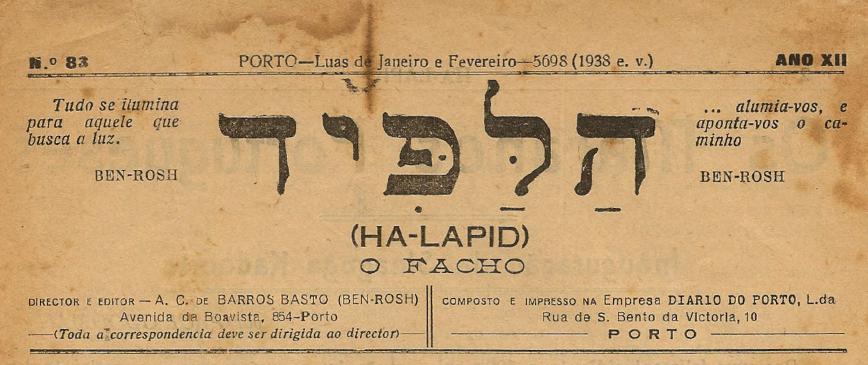 N.º 83 PORTO—Luas de Janeiro e Fevereiro—5698 (1938 e. v.) ANO XII
Tudo se ilumina
para aquele que
busca a luz.
BEN-ROSH
הַלַּפִּיד
... alumia-vos, e
aponta-vos o ca-
minho
BEN-ROSH
(HA-LAPID)
O FACHO
DIRECTOR E EDITOR — A. C. DE BARROS BASTO (BEN-ROSH)
Avenida da Boavista, 854-Porto
(Toda a correspondencia deve ser dirigida ao director)
COMPOSTO E IMPRESSO NA Empresa DIARIO DO PORTO, L.da
Rua de S. Bento da Victoria, 10
PORTO